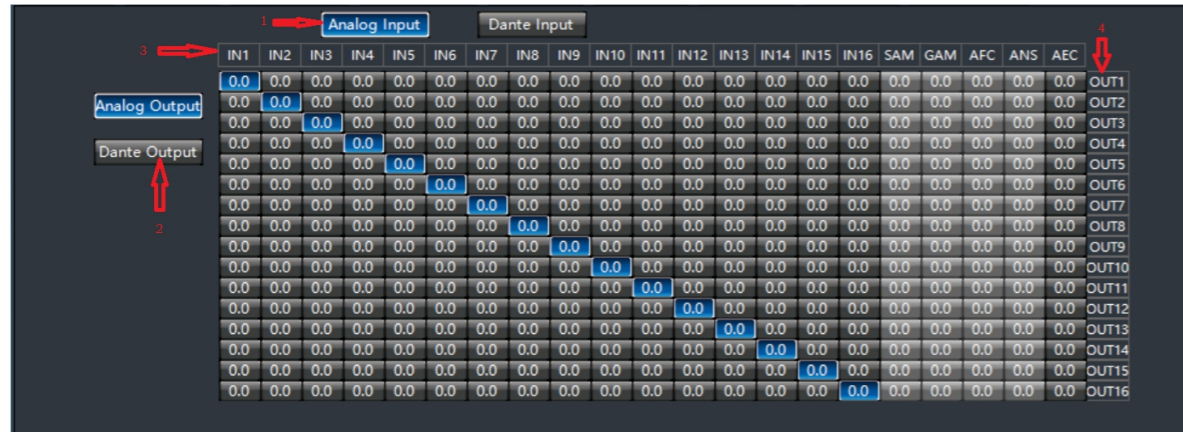 1 Analog Input Dante Input
3 IN1 IN2 IN3 IN4 IN5 IN6 IN7 IN8 IN9 IN10 IN11 IN12 IN13 IN14 IN15 IN16 SAM GAM AFC ANS AEC 4
0.0 0.0 0.0 0.0 0.0 0.0 0.0 0.0 0.0 0.0 0.0 0.0 0.0 0.0 0.0 0.0 0.0 0.0 0.0 0.0 0.0 OUT1
Analog Output 0.0 0.0 0.0 0.0 0.0 0.0 0.0 0.0 0.0 0.0 0.0 0.0 0.0 0.0 0.0 0.0 0.0 0.0 0.0 0.0 0.0 OUT2
0.0 0.0 0.0 0.0 0.0 0.0 0.0 0.0 0.0 0.0 0.0 0.0 0.0 0.0 0.0 0.0 0.0 0.0 0.0 0.0 0.0 OUT3
Dante Output 0.0 0.0 0.0 0.0 0.0 0.0 0.0 0.0 0.0 0.0 0.0 0.0 0.0 0.0 0.0 0.0 0.0 0.0 0.0 0.0 0.0 OUT4
0.0 0.0 0.0 0.0 0.0 0.0 0.0 0.0 0.0 0.0 0.0 0.0 0.0 0.0 0.0 0.0 0.0 0.0 0.0 0.0 0.0 OUT5
0.0 0.0 0.0 0.0 0.0 0.0 0.0 0.0 0.0 0.0 0.0 0.0 0.0 0.0 0.0 0.0 0.0 0.0 0.0 0.0 0.0 OUT6
0.0 0.0 0.0 0.0 0.0 0.0 0.0 0.0 0.0 0.0 0.0 0.0 0.0 0.0 0.0 0.0 0.0 0.0 0.0 0.0 0.0 OUT7
2 0.0 0.0 0.0 0.0 0.0 0.0 0.0 0.0 0.0 0.0 0.0 0.0 0.0 0.0 0.0 0.0 0.0 0.0 0.0 0.0 0.0 OUT8
0.0 0.0 0.0 0.0 0.0 0.0 0.0 0.0 0.0 0.0 0.0 0.0 0.0 0.0 0.0 0.0 0.0 0.0 0.0 0.0 0.0 OUT9
0.0 0.0 0.0 0.0 0.0 0.0 0.0 0.0 0.0 0.0 0.0 0.0 0.0 0.0 0.0 0.0 0.0 0.0 0.0 0.0 0.0 OUT10
0.0 0.0 0.0 0.0 0.0 0.0 0.0 0.0 0.0 0.0 0.0 0.0 0.0 0.0 0.0 0.0 0.0 0.0 0.0 0.0 0.0 OUT11
0.0 0.0 0.0 0.0 0.0 0.0 0.0 0.0 0.0 0.0 0.0 0.0 0.0 0.0 0.0 0.0 0.0 0.0 0.0 0.0 0.0 OUT12
0.0 0.0 0.0 0.0 0.0 0.0 0.0 0.0 0.0 0.0 0.0 0.0 0.0 0.0 0.0 0.0 0.0 0.0 0.0 0.0 0.0 OUT13
0.0 0.0 0.0 0.0 0.0 0.0 0.0 0.0 0.0 0.0 0.0 0.0 0.0 0.0 0.0 0.0 0.0 0.0 0.0 0.0 0.0 OUT14
0.0 0.0 0.0 0.0 0.0 0.0 0.0 0.0 0.0 0.0 0.0 0.0 0.0 0.0 0.0 0.0 0.0 0.0 0.0 0.0 0.0 OUT15
0.0 0.0 0.0 0.0 0.0 0.0 0.0 0.0 0.0 0.0 0.0 0.0 0.0 0.0 0.0 0.0 0.0 0.0 0.0 0.0 0.0 OUT16